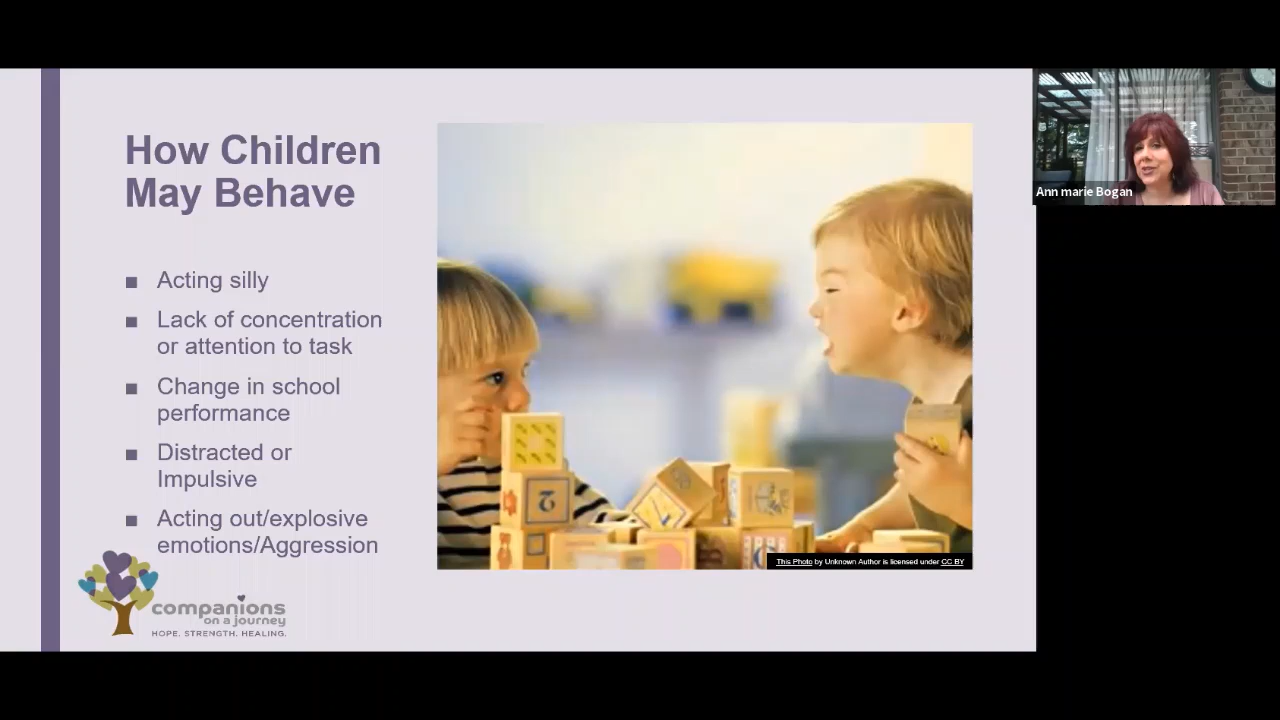 How Children
May Behave
Acting silly
Lack of concentration
or attention to task
Change in school
performance
Distracted or
Impulsive
Acting out/explosive
emotions/Aggression
companions
on a journey
HOPE. STRENGTH. HEALING.
2
This Photo by Unknown Author is licensed under CC BY
Ann marie Bogan